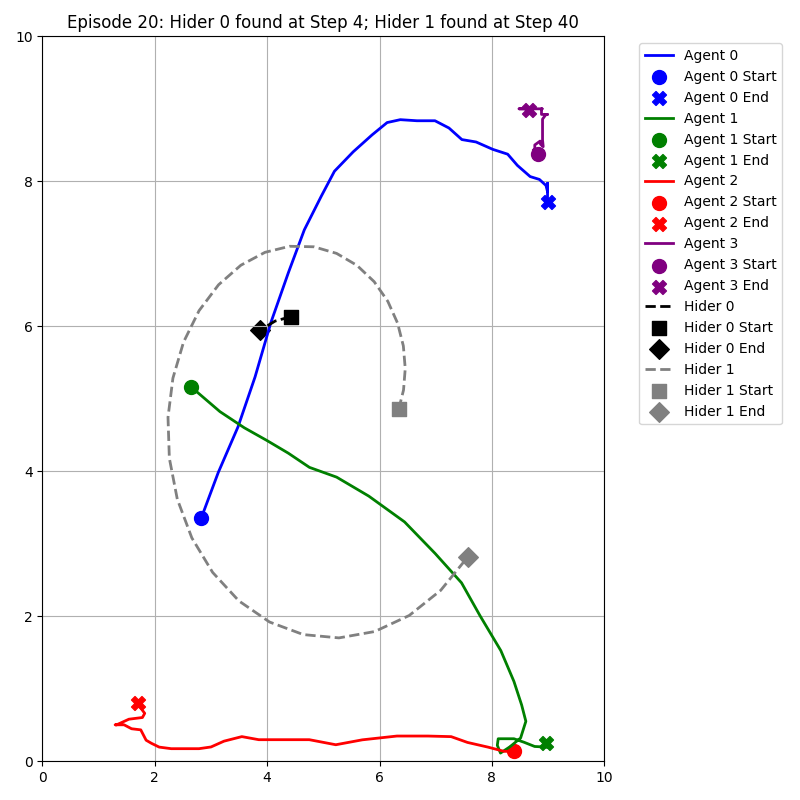 Episode 20: Hider 0 found at Step 4; Hider 1 found at Step 40
10
8
6
4
2
0
0 2 4 6 8 10
Agent 0
Agent 0 Start
Agent 0 End
Agent 1
Agent 1 Start
Agent 1 End
Agent 2
Agent 2 Start
Agent 2 End
Agent 3
Agent 3 Start
Agent 3 End
Hider 0
Hider 0 Start
Hider 0 End
Hider 1
Hider 1 Start
Hider 1 End